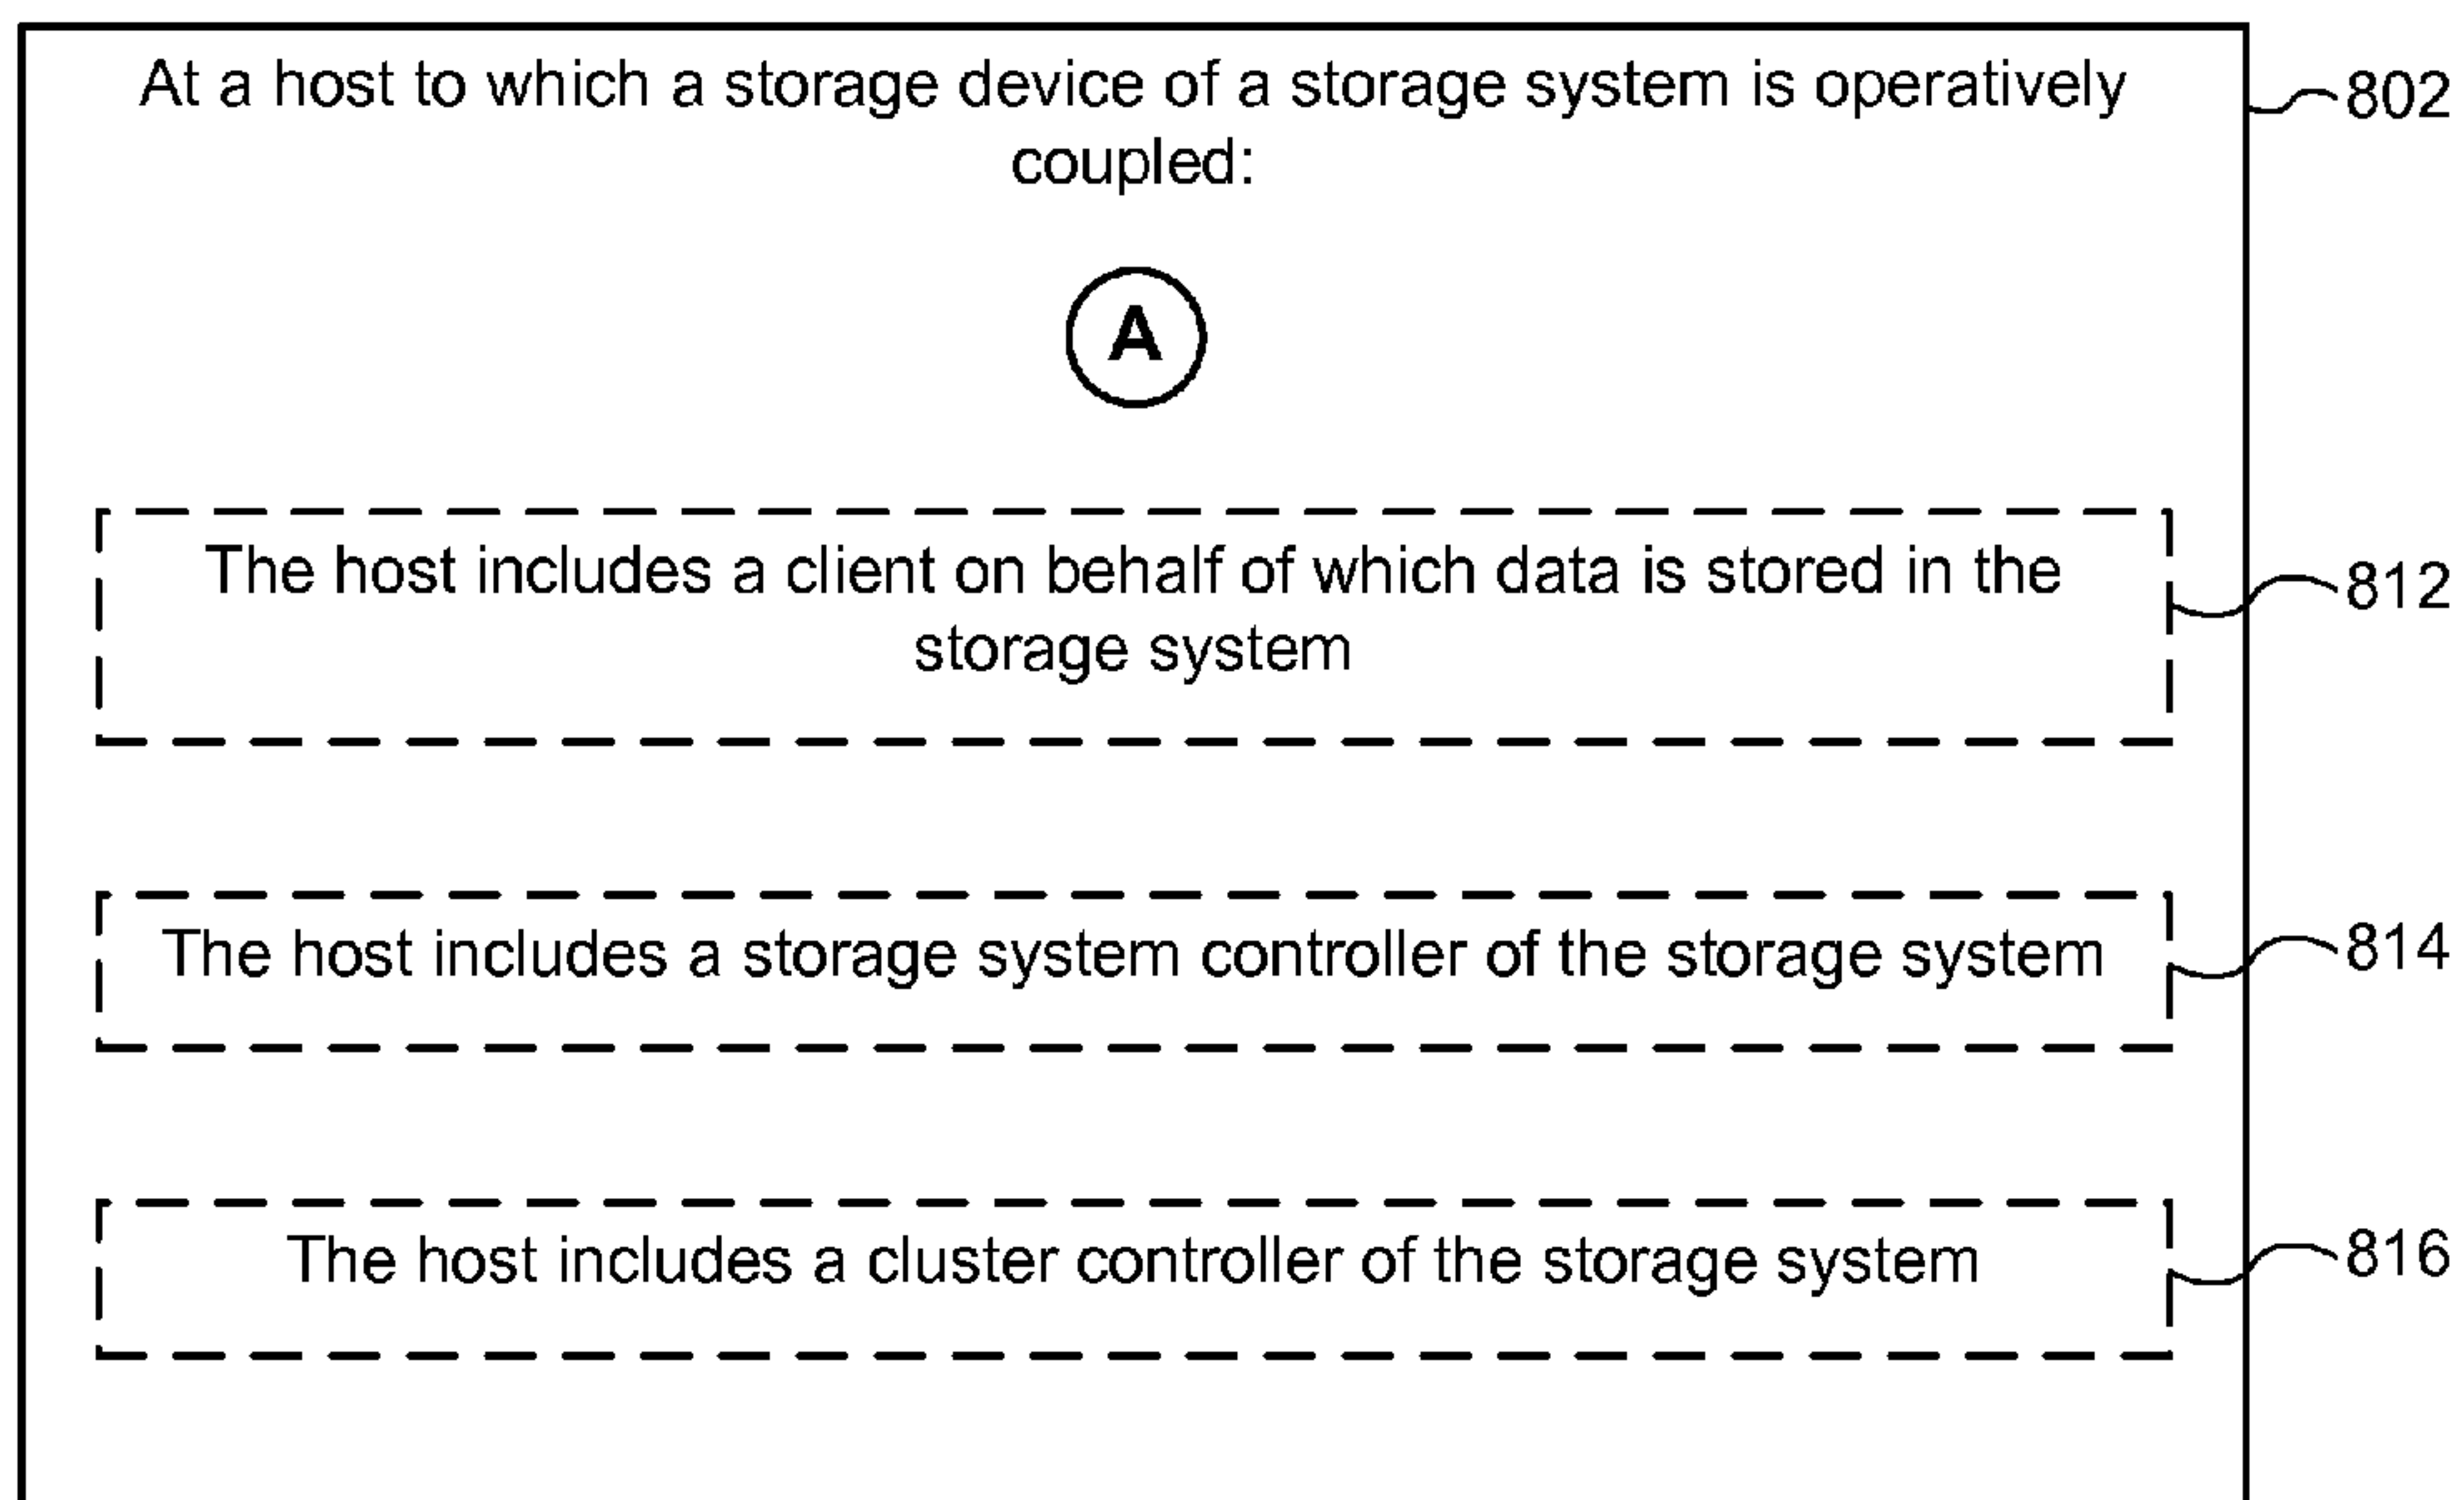 At a host to which a storage device of a storage system is operatively
coupled:
802
A
The host includes a client on behalf of which data is stored in the
storage system
812
The host includes a storage system controller of the storage system
814
The host includes a cluster controller of the storage system
816